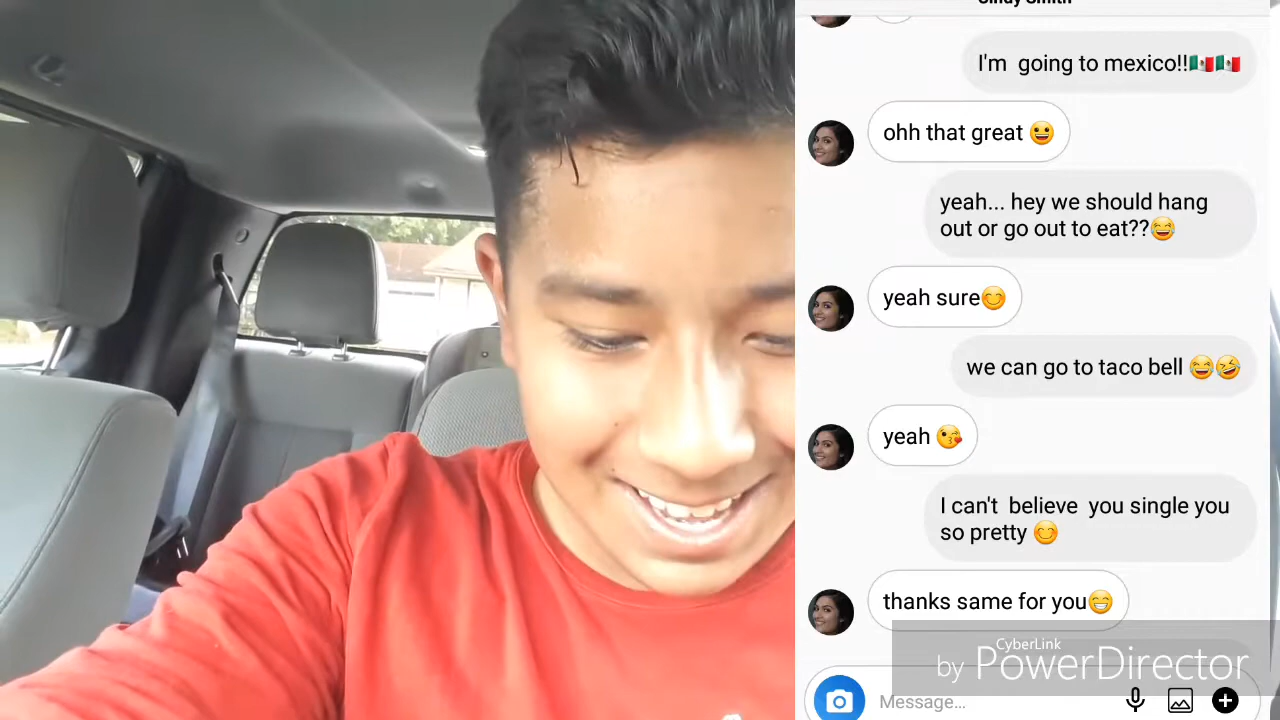 I'm  going to mexico!!🇲🇽🇲🇽
ohh that great 😀
yeah... hey we should hang
out or go out to eat??😂
yeah sure😊
we can go to taco bell 😂🤣
yeah 😘
I can't  believe  you single you
so pretty 😊
thanks same for you😁
CyberLink
by PowerDirector
Message...